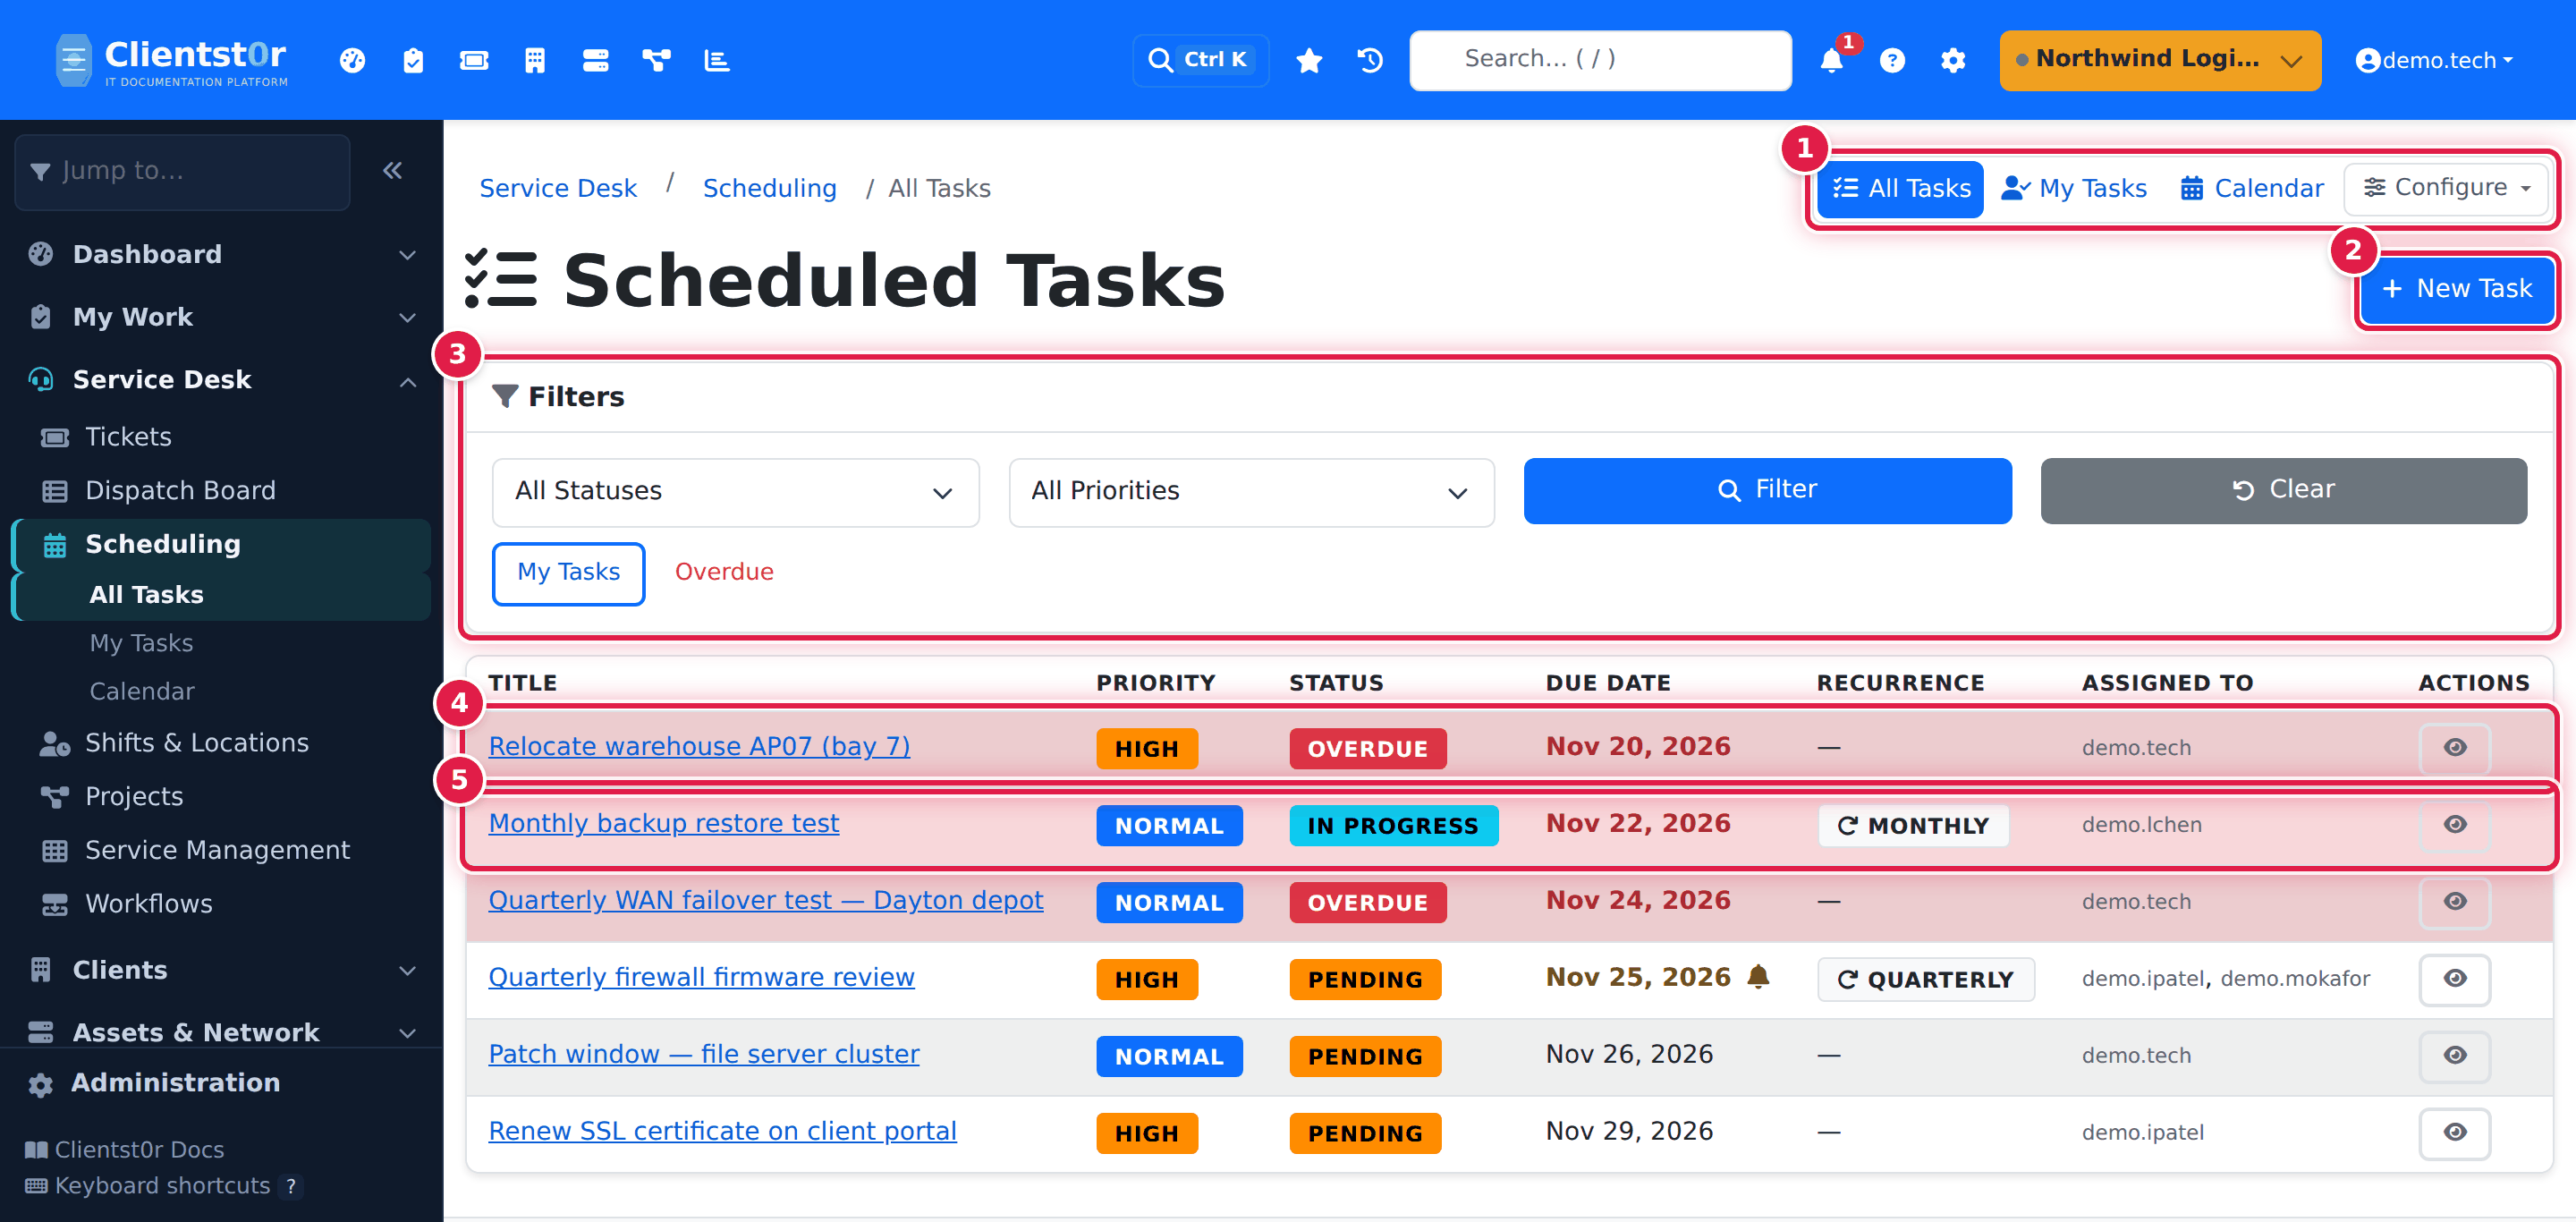 Clientst0r
IT DOCUMENTATION PLATFORM
Ctrl K
Search... ( / )
1
Northwind Logi...
demo.tech
Jump to...
Dashboard
My Work
Service Desk
Tickets
Dispatch Board
Scheduling
All Tasks
My Tasks
Calendar
Shifts & Locations
Projects
Service Management
Workflows
Clients
Assets & Network
Administration
Clientst0r Docs
Keyboard shortcuts ?
Service Desk / Scheduling / All Tasks
1
All Tasks My Tasks Calendar Configure
Scheduled Tasks
2
+ New Task
3
Filters
All Statuses All Priorities Filter Clear
My Tasks Overdue
TITLE PRIORITY STATUS DUE DATE RECURRENCE ASSIGNED TO ACTIONS
4
Relocate warehouse AP07 (bay 7) HIGH OVERDUE Nov 20, 2026 — demo.tech
5
Monthly backup restore test NORMAL IN PROGRESS Nov 22, 2026 MONTHLY demo.lchen
Quarterly WAN failover test — Dayton depot NORMAL OVERDUE Nov 24, 2026 — demo.tech
Quarterly firewall firmware review HIGH PENDING Nov 25, 2026 QUARTERLY demo.ipatel, demo.mokafor
Patch window — file server cluster NORMAL PENDING Nov 26, 2026 — demo.tech
Renew SSL certificate on client portal HIGH PENDING Nov 29, 2026 — demo.ipatel